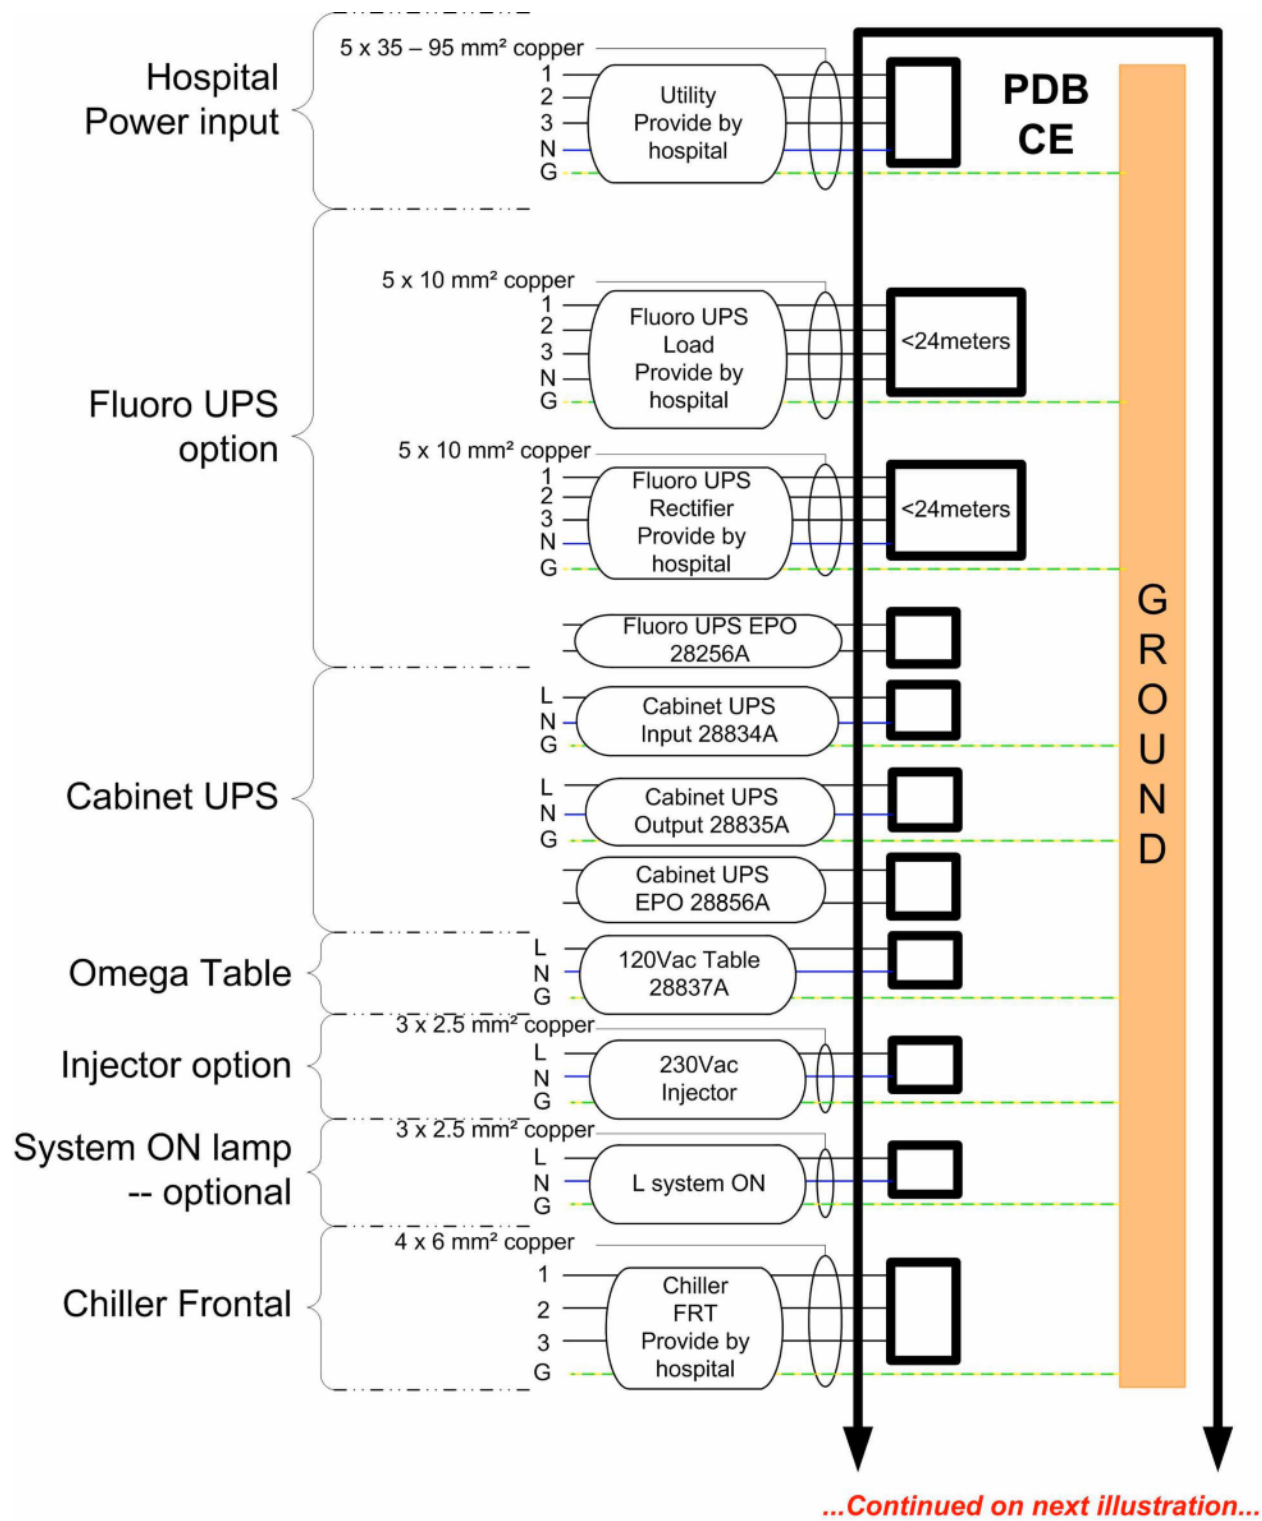 Hospital
Power input
5 x 35 – 95 mm² copper
1
2
3
N
G
Utility
Provide by
hospital
PDB
CE
Fluoro UPS
option
5 x 10 mm² copper
1
2
3
N
G
Fluoro UPS
Load
Provide by
hospital
<24meters
5 x 10 mm² copper
1
2
3
N
G
Fluoro UPS
Rectifier
Provide by
hospital
<24meters
Fluoro UPS EPO
28256A
Cabinet UPS
L
N
G
Cabinet UPS
Input 28834A
L
N
G
Cabinet UPS
Output 28835A
Cabinet UPS
EPO 28856A
Omega Table
L
N
G
120Vac Table
28837A
Injector option
3 x 2.5 mm² copper
L
N
G
230Vac
Injector
System ON lamp
-- optional
3 x 2.5 mm² copper
L
N
G
L system ON
Chiller Frontal
4 x 6 mm² copper
1
2
3
G
Chiller
FRT
Provide by
hospital
G
R
O
U
N
D
...Continued on next illustration...